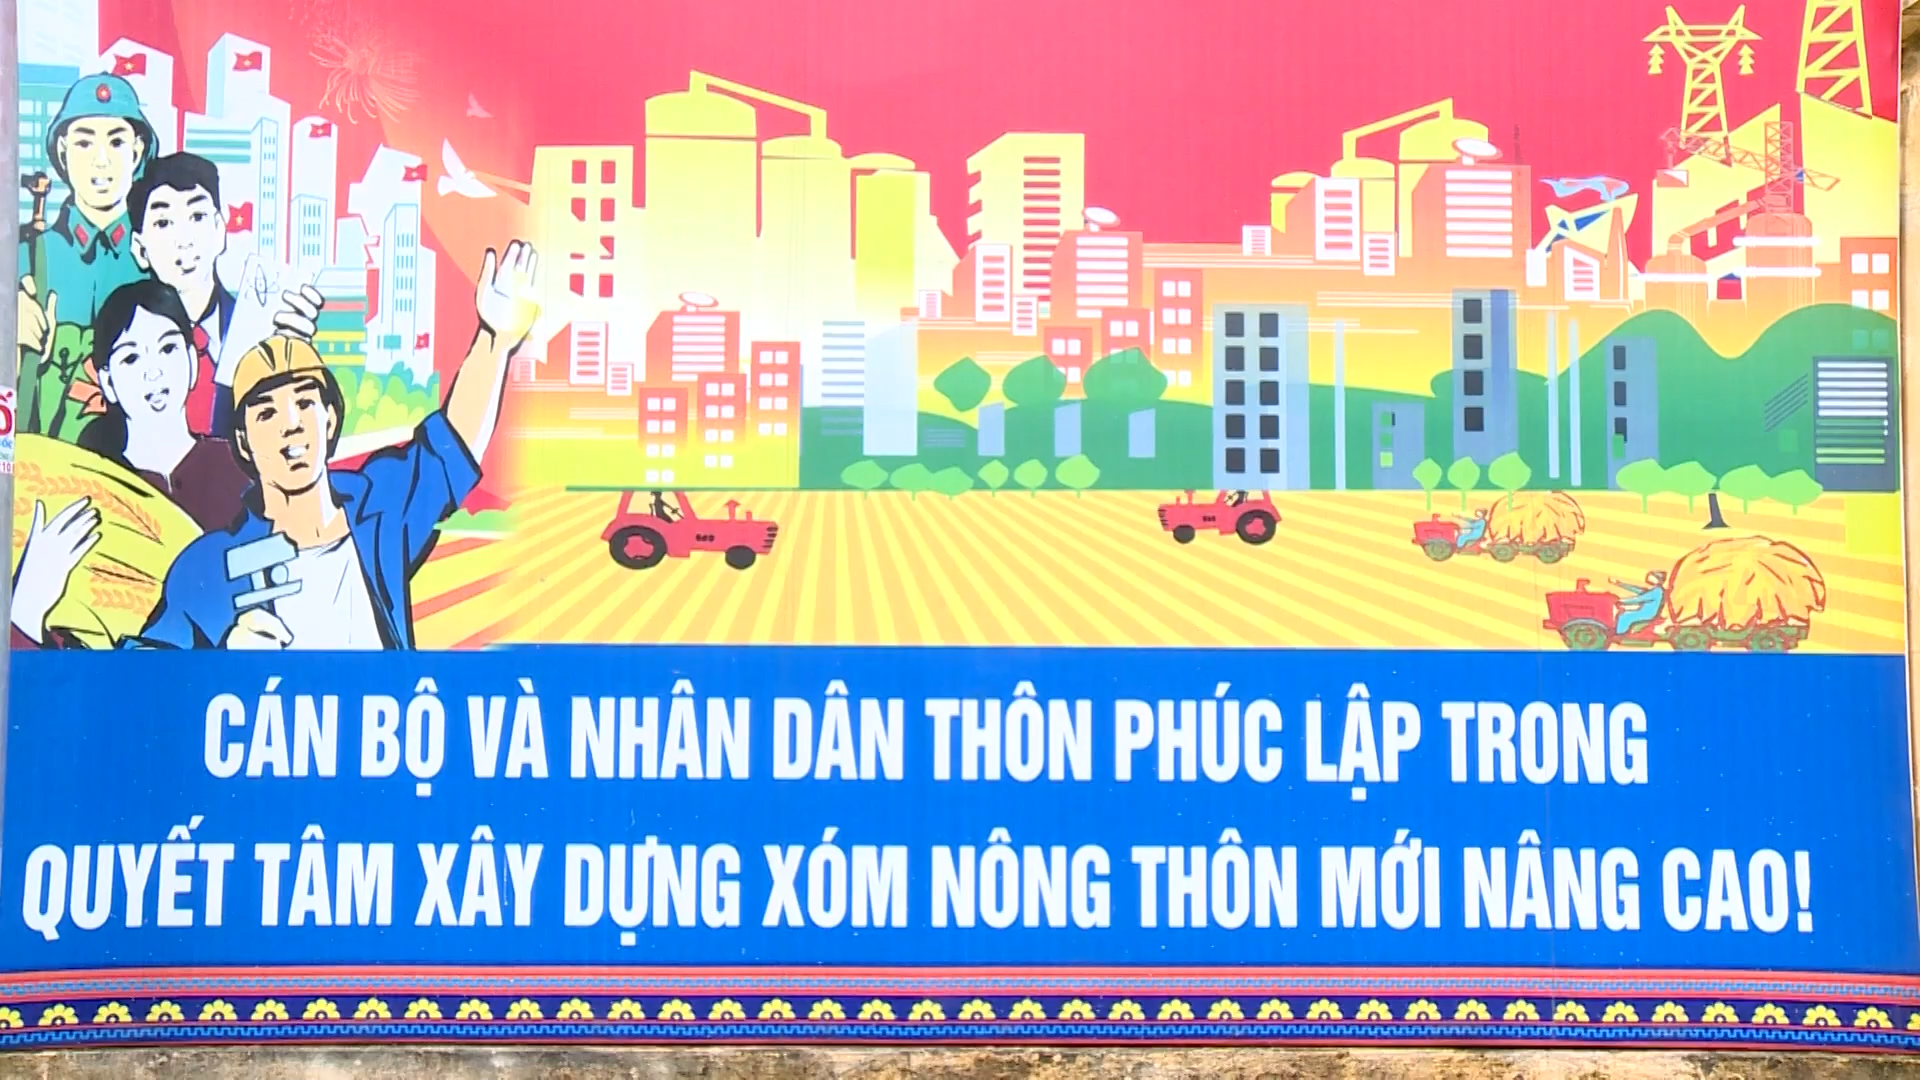 CÁN BỘ VÀ NHÂN DÂN THÔN PHÚC LẬP TRONG
QUYẾT TÂM XÂY DỰNG XÓM NÔNG THÔN MỚI NÂNG CAO!